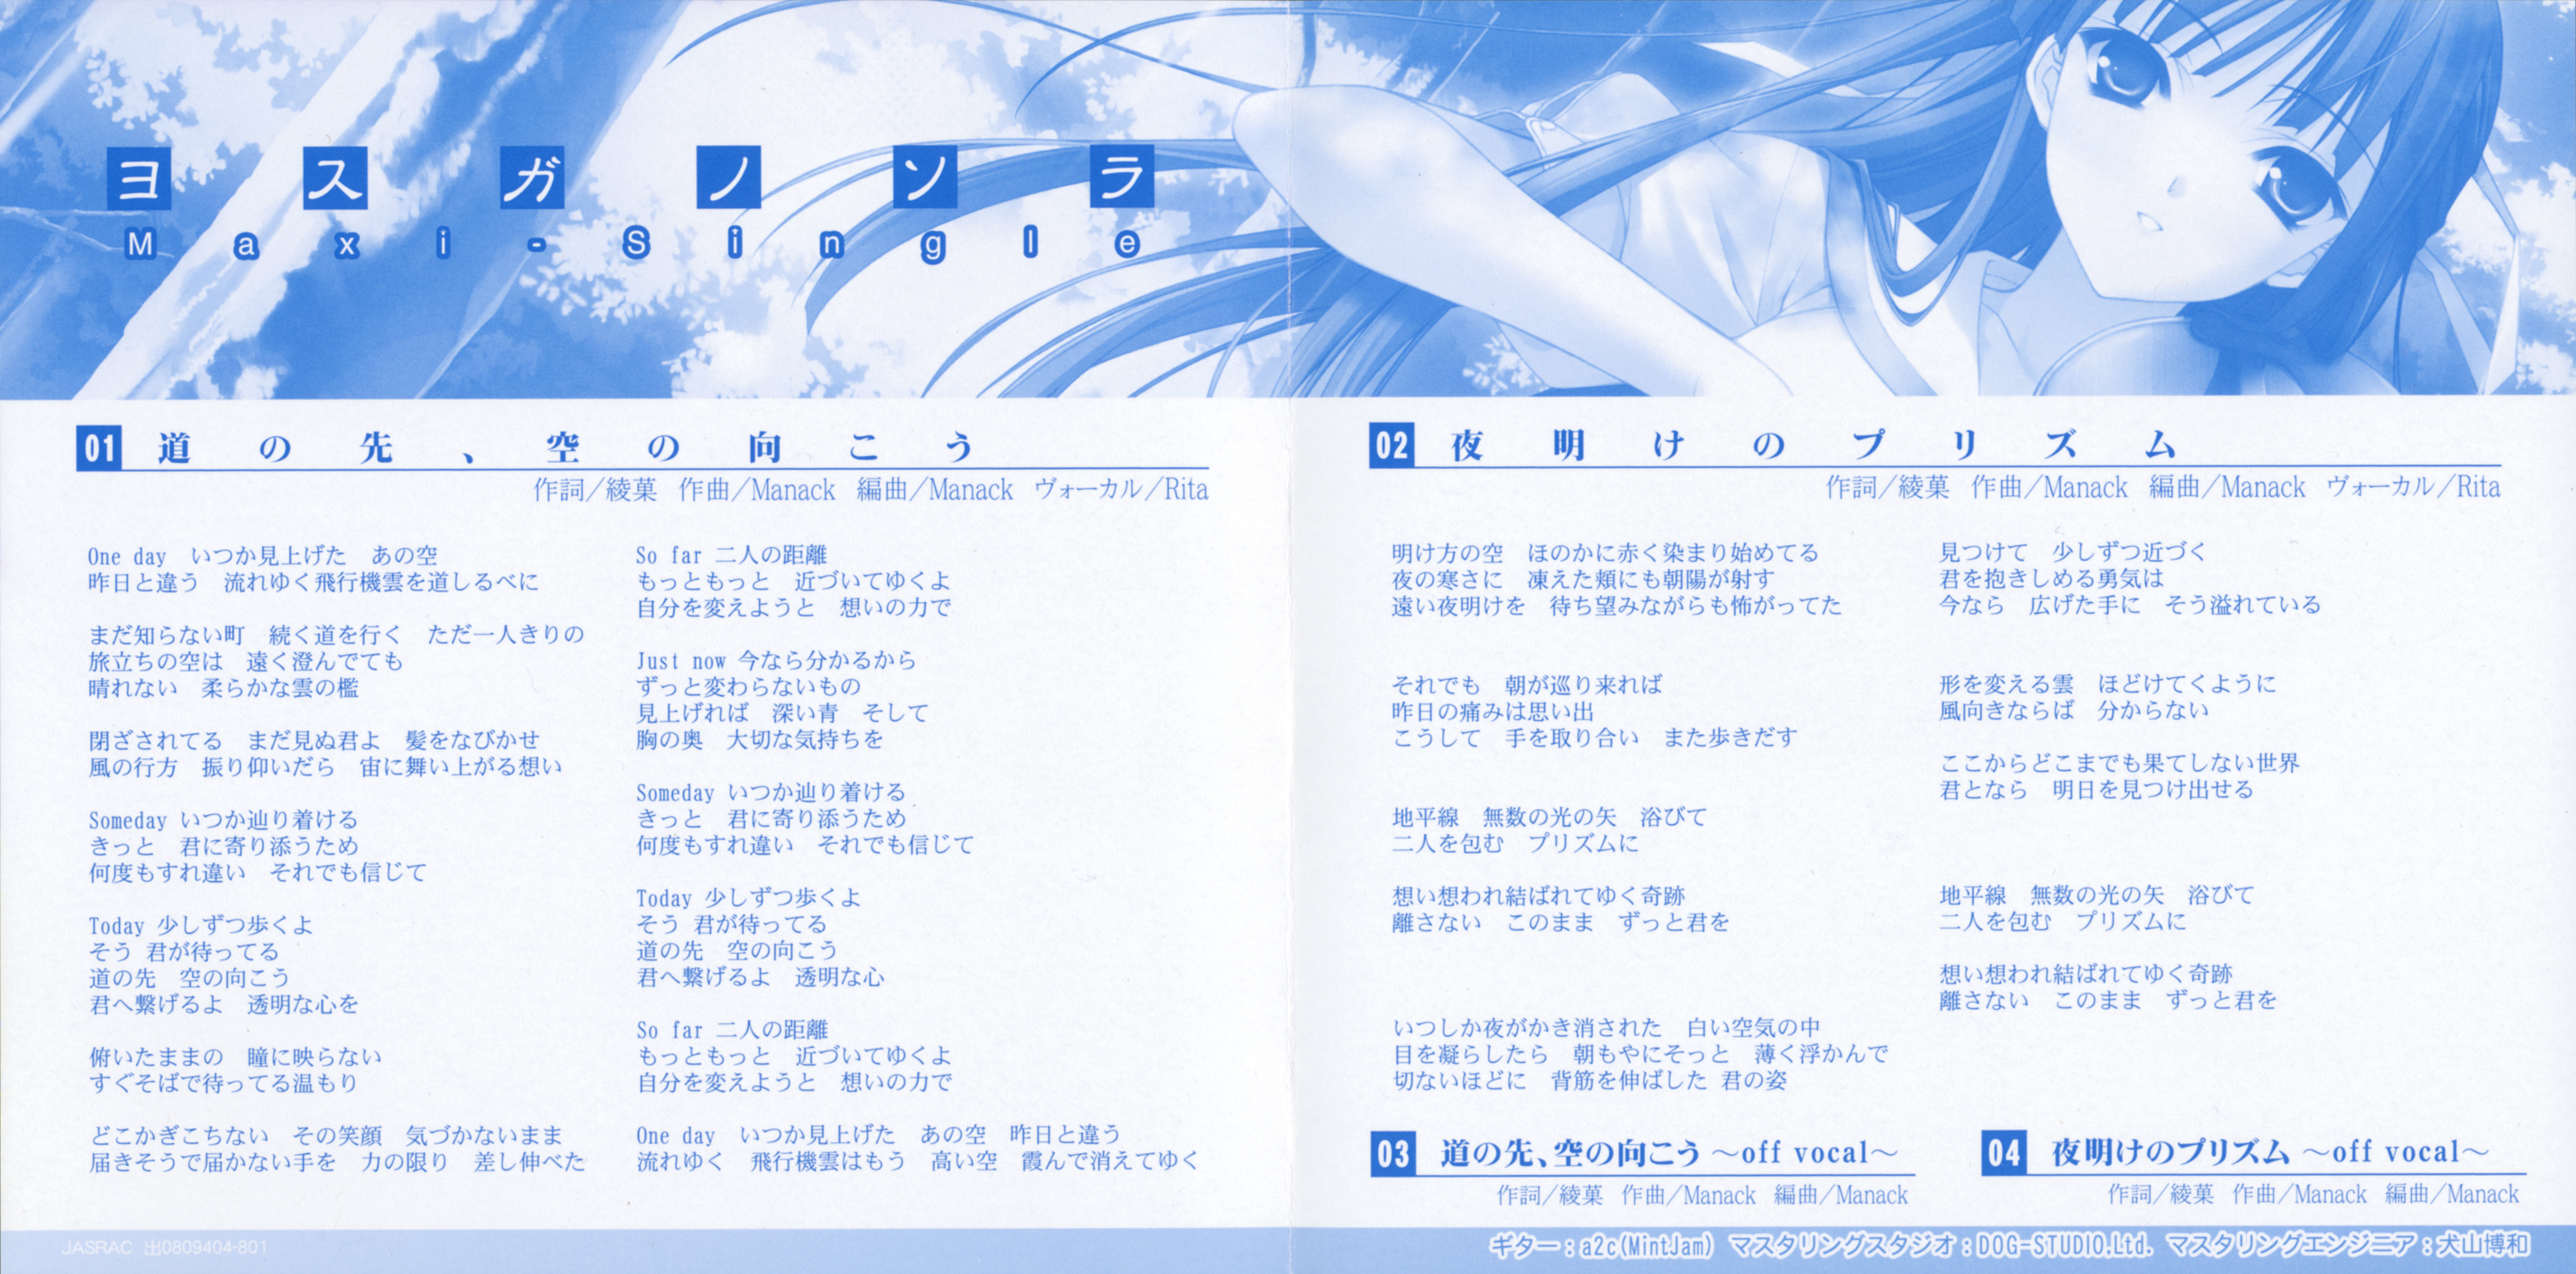 ヨスガノソラ
Maxi-Single
01 道の先、空の向こう
作詞／綾菓 作曲／Manack 編曲／Manack ヴォーカル／Rita
One day いつか見上げた あの空
昨日と違う 流れゆく飛行機雲を道しるべに
まだ知らない町 続く道を行く ただ一人きりの
旅立ちの空は 遠く澄んでても
晴れない 柔らかな雲の檻
閉ざされてる まだ見ぬ君よ 髪をなびかせ
風の行方 振り仰いだら 宙に舞い上がる想い
Someday いつか辿り着ける
きっと 君に寄り添うため
何度もすれ違い それでも信じて
Today 少しずつ歩くよ
そう 君が待ってる
道の先 空の向こう
君へ繋げるよ 透明な心を
俯いたままの 瞳に映らない
すぐそばで待ってる温もり
どこかぎこちない その笑顔 気づかないまま
届きそうで届かない手を 力の限り 差し伸べた
So far 二人の距離
もっともっと 近づいてゆくよ
自分を変えようと 想いの力で
Just now 今なら分かるから
ずっと変わらないもの
見上げれば 深い青 そして
胸の奥 大切な気持ちを
Someday いつか辿り着ける
きっと 君に寄り添うため
何度もすれ違い それでも信じて
Today 少しずつ歩くよ
そう 君が待ってる
道の先 空の向こう
君へ繋げるよ 透明な心
So far 二人の距離
もっともっと 近づいてゆくよ
自分を変えようと 想いの力で
One day いつか見上げた あの空 昨日と違う
流れゆく 飛行機雲はもう 高い空 霞んで消えてゆく
02 夜明けのプリズム
作詞／綾菓 作曲／Manack 編曲／Manack ヴォーカル／Rita
明け方の空 ほのかに赤く染まり始めてる
夜の寒さに 凍えた頬にも朝陽が射す
遠い夜明けを 待ち望みながらも怖がってた
それでも 朝が巡り来れば
昨日の痛みは思い出
こうして 手を取り合い また歩きだす
地平線 無数の光の矢 浴びて
二人を包む プリズムに
想い想われ結ばれてゆく奇跡
離さない このまま ずっと君を
いつしか夜がかき消された 白い空気の中
目を凝らしたら 朝もやにそっと 薄く浮かんで
切ないほどに 背筋を伸ばした 君の姿
見つけて 少しずつ近づく
君を抱きしめる勇気は
今なら 広げた手に そう溢れている
形を変える雲 ほどけてくように
風向きならば 分からない
ここからどこまでも果てしない世界
君となら 明日を見つけ出せる
地平線 無数の光の矢 浴びて
二人を包む プリズムに
想い想われ結ばれてゆく奇跡
離さない このまま ずっと君を
03 道の先、空の向こう ～off vocal～
作詞／綾菓 作曲／Manack 編曲／Manack
04 夜明けのプリズム ～off vocal～
作詞／綾菓 作曲／Manack 編曲／Manack
JASRAC 出0809404-801
ギター：a2c(MintJam) マスタリングスタジオ：DOG-STUDIO,Ltd. マスタリングエンジニア：犬山博和